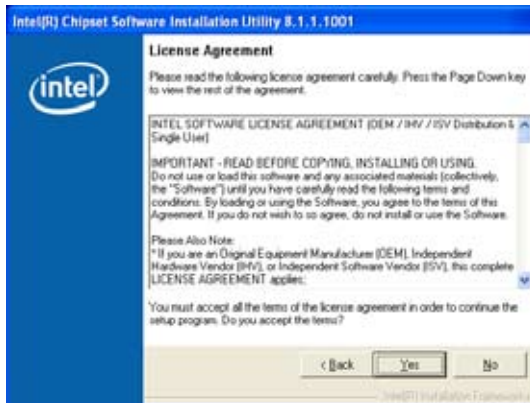 Intel(R) Chipset Software Installation Utility 8.1.1.1001
intel
License Agreement
Please read the following license agreement carefully. Press the Page Down key
to view the rest of the agreement.
INTEL SOFTWARE LICENSE AGREEMENT (OEM / IHV / ISV Distribution &
Single User)
IMPORTANT - READ BEFORE COPYING, INSTALLING OR USING.
Do not use or load this software and any associated materials (collectively,
the "Software") until you have carefully read the following terms and
conditions. By loading or using the Software, you agree to the terms of this
Agreement. If you do not wish to so agree, do not install or use the Software.
Please Also Note:
* If you are an Original Equipment Manufacturer (OEM), Independent
Hardware Vendor (IHV), or Independent Software Vendor (ISV), this complete
LICENSE AGREEMENT applies;
You must accept all the terms of the license agreement in order to continue the
setup program. Do you accept the terms?
< Back
Yes
No
Intel(R) Installation Framework